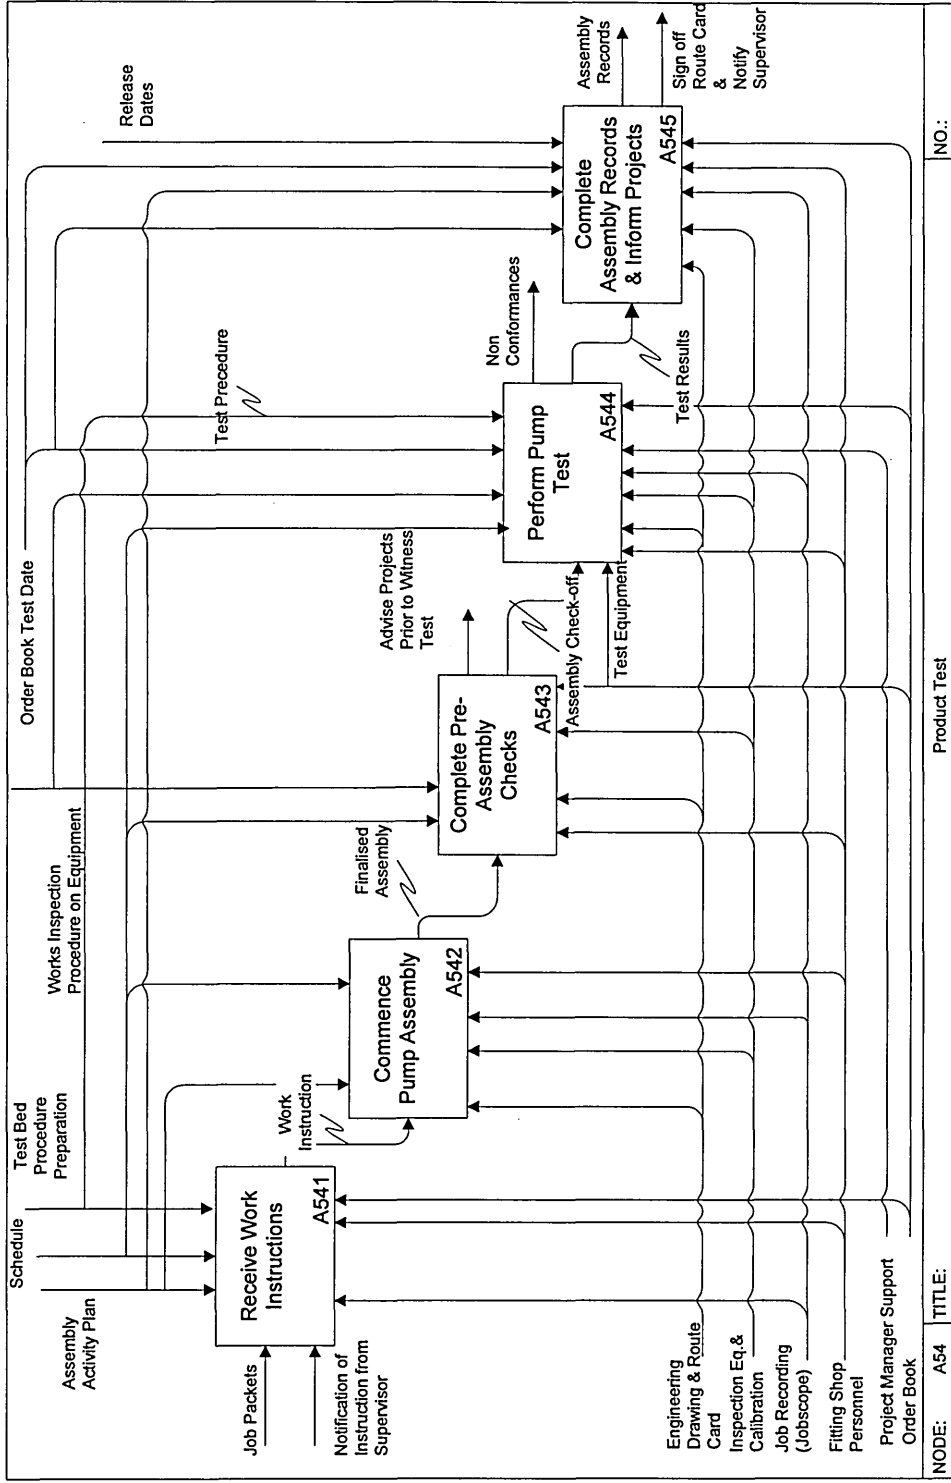 Schedule
Test Bed
Procedure
Preparation
Assembly
Activity Plan
Works Inspection
Procedure on Equipment
Order Book Test Date
Release
Dates
Test Precedure
Job Packets
Notification of
Instruction from
Supervisor
Receive Work
Instructions
A541
Work
Instruction
Commence
Pump Assembly
A542
Finalised
Assembly
Complete Pre-
Assembly
Checks
A543
Advise Projects
Prior to Witness
Test
Assembly Check-off
Test Equipment
Perform Pump
Test
A544
Non
Conformances
Test Results
Complete
Assembly Records
& Inform Projects
A545
Assembly
Records
Sign off
Route Card
&
Notify
Supervisor
Engineering
Drawing & Route
Card
Inspection Eq.&
Calibration
Job Recording
(Jobscope)
Fitting Shop
Personnel
Project Manager Support
Order Book
NODE: A54
TITLE: Product Test
NO.: